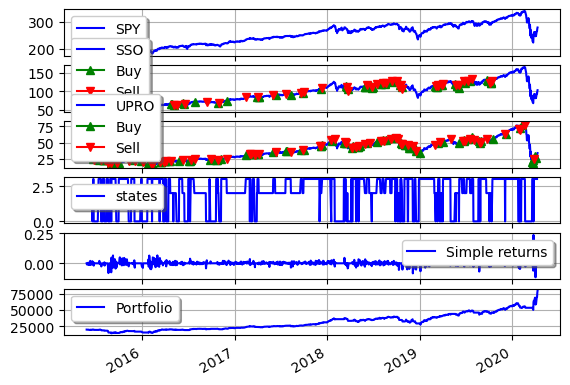 300
200
SPY
150
100
50
SSO
Buy
Sell
75
50
25
UPRO
Buy
Sell
2.5
0.0
states
0.25
0.00
Simple returns
75000
50000
25000
Portfolio
2016
2017
2018
2019
2020